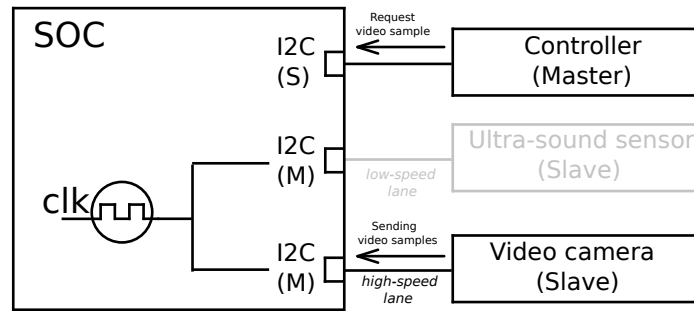 SOC
I2C
(S)
Request
video sample
Controller
(Master)
I2C
(M)
low-speed
lane
Ultra-sound sensor
(Slave)
clk
I2C
(M)
Sending
video samples
high-speed
lane
Video camera
(Slave)